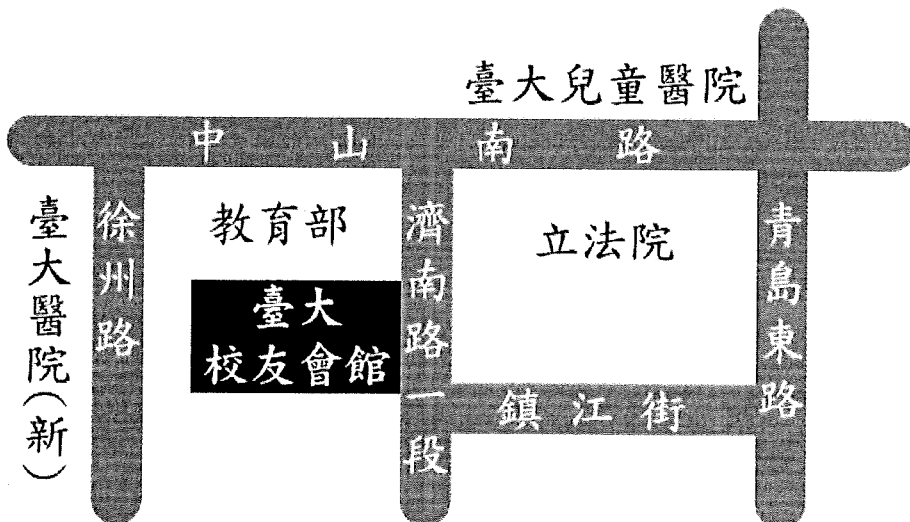 臺大兒童醫院
中山南路
臺大醫院(新)
徐州路
教育部
臺大
校友會館
濟南路一段
立法院
鎮江街
青島東路